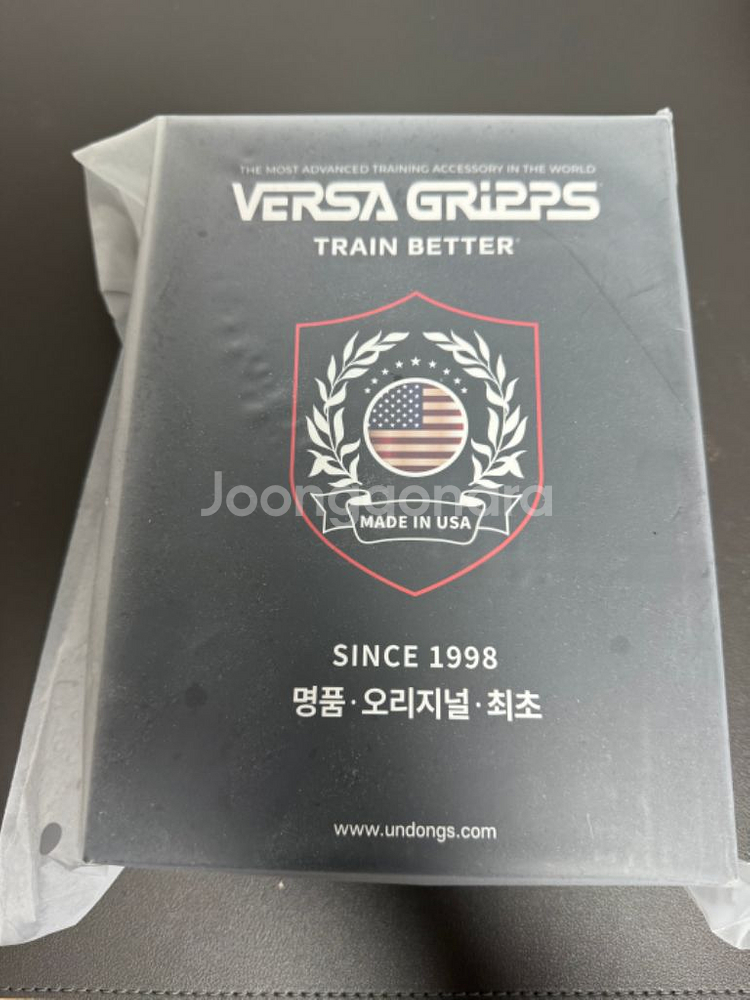 THE MOST ADVANCED TRAINING ACCESSORY IN THE WORLD
VERSA GRIPPS
TRAIN BETTER
Joonggonara
MADE IN USA
SINCE 1998
명품·오리지널·최초
www.undongs.com